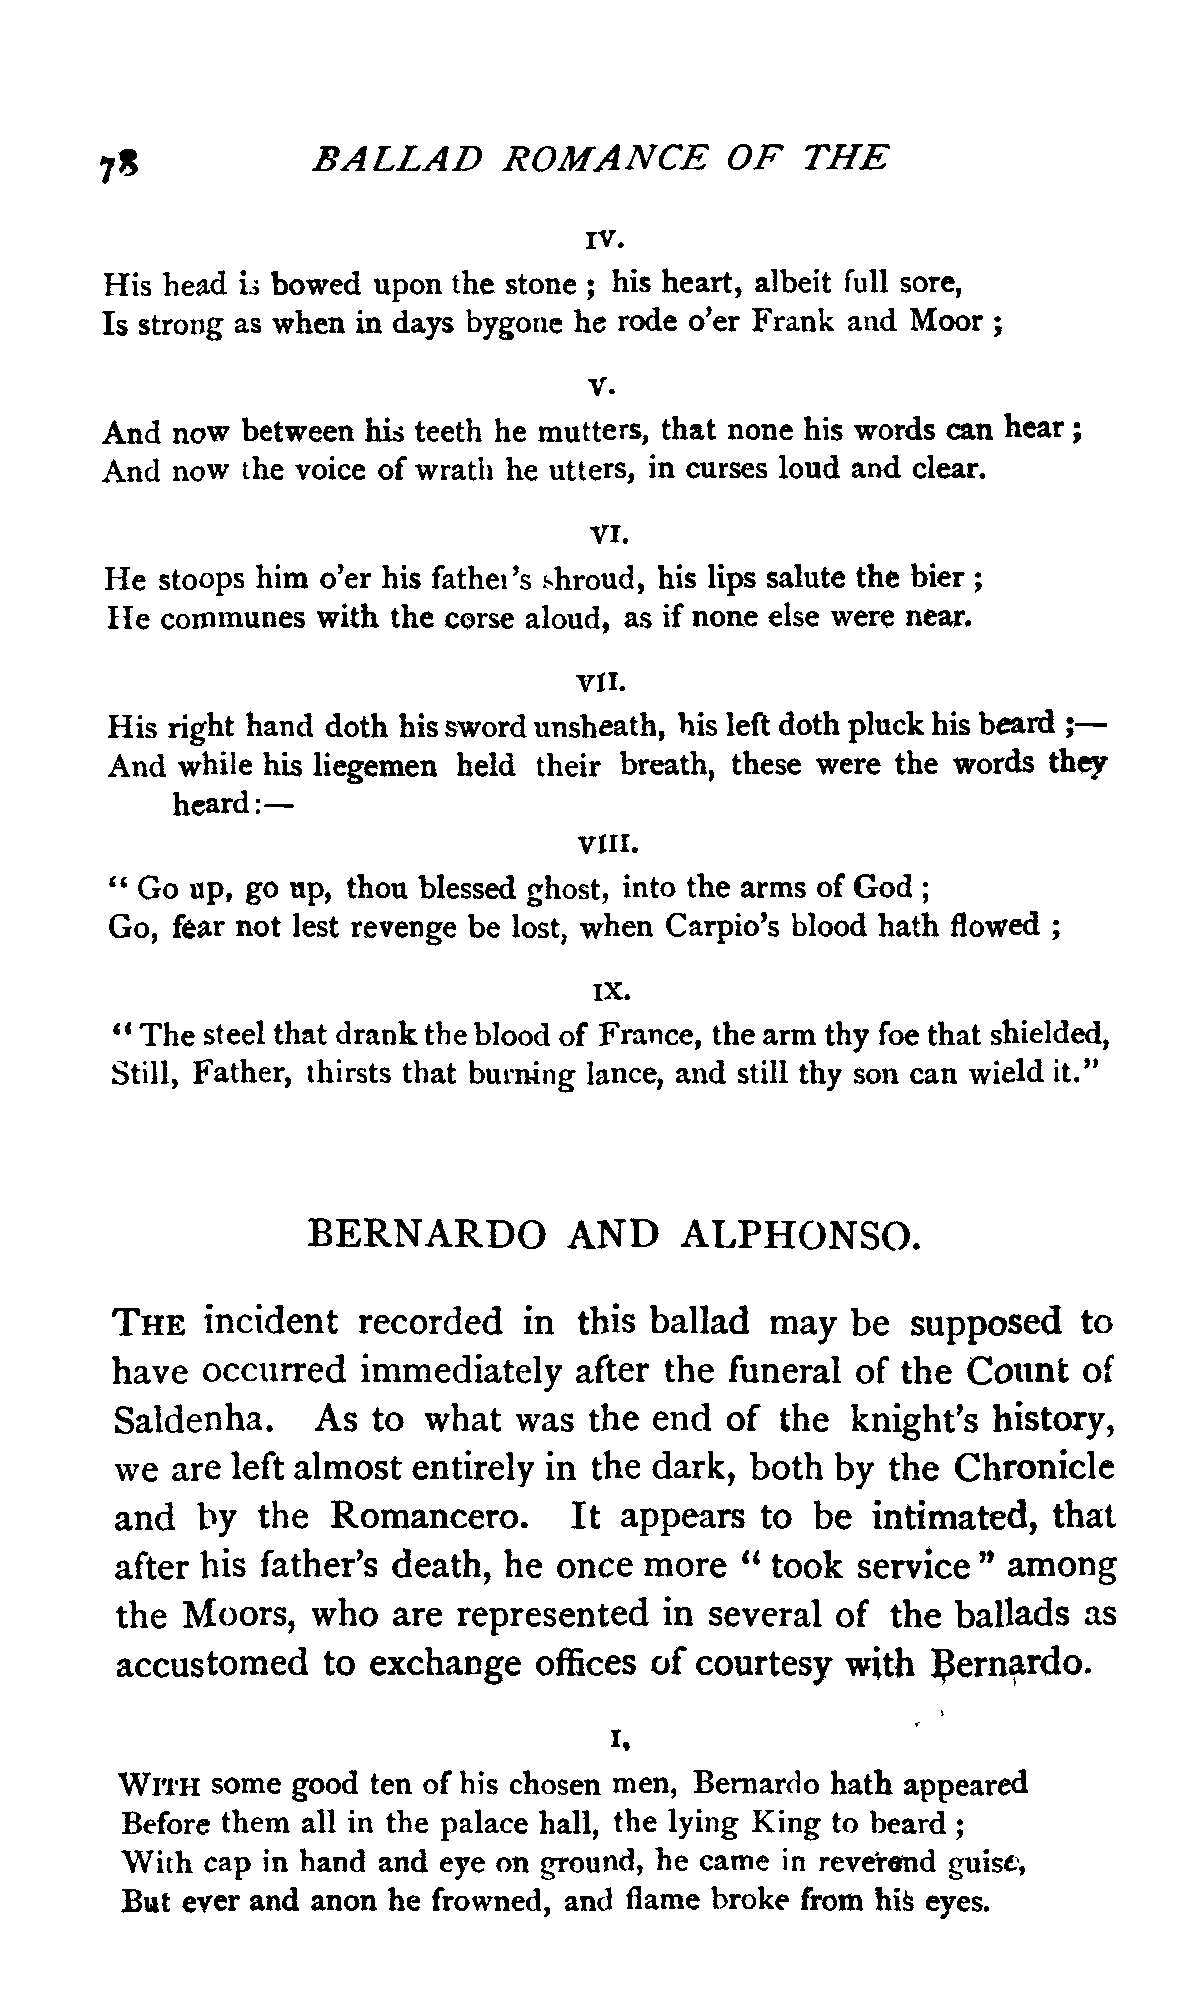 78 BALLAD ROMANCE OF THE
IV.
His head is bowed upon the stone ; his heart, albeit full sore,
Is strong as when in days bygone he rode o'er Frank and Moor ;
V.
And now between his teeth he mutters, that none his words can hear ;
And now the voice of wrath he utters, in curses loud and clear.
VI.
He stoops him o'er his father's shroud, his lips salute the bier ;
He communes with the corse aloud, as if none else were near.
VII.
His right hand doth his sword unsheath, his left doth pluck his beard ;—
And while his liegemen held their breath, these were the words they
heard :—
VIII.
“ Go up, go up, thou blessed ghost, into the arms of God ;
Go, fear not lest revenge be lost, when Carpio's blood hath flowed ;
IX.
“ The steel that drank the blood of France, the arm thy foe that shielded,
Still, Father, thirsts that burning lance, and still thy son can wield it.”
BERNARDO AND ALPHONSO.
THE incident recorded in this ballad may be supposed to
have occurred immediately after the funeral of the Count of
Saldenha. As to what was the end of the knight's history,
we are left almost entirely in the dark, both by the Chronicle
and by the Romancero. It appears to be intimated, that
after his father's death, he once more “ took service ” among
the Moors, who are represented in several of the ballads as
accustomed to exchange offices of courtesy with Bernardo.
I.
WITH some good ten of his chosen men, Bernardo hath appeared
Before them all in the palace hall, the lying King to beard ;
With cap in hand and eye on ground, he came in reverend guise,
But ever and anon he frowned, and flame broke from his eyes.